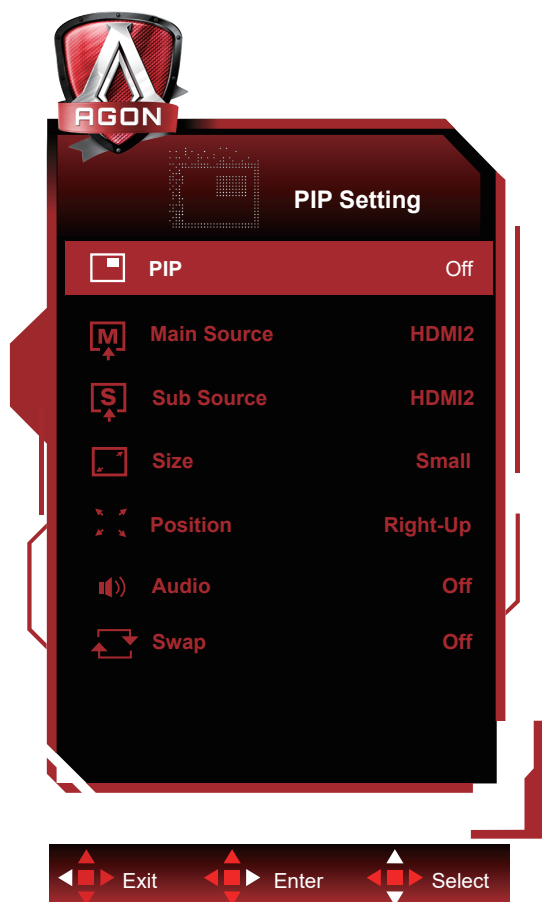 AGON
PIP Setting
PIP Off
M Main Source HDMI2
S Sub Source HDMI2
Size Small
Position Right-Up
Audio Off
Swap Off
Exit Enter Select